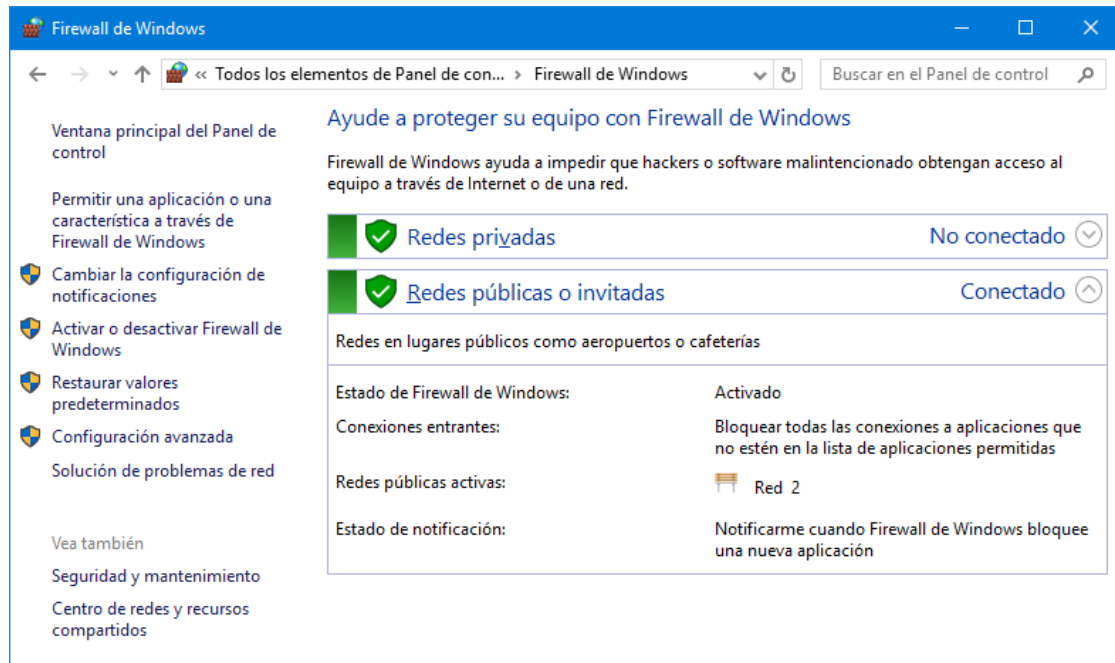 Firewall de Windows
« Todos los elementos de Panel de con... › Firewall de Windows
Buscar en el Panel de control
Ventana principal del Panel de
control
Permitir una aplicación o una
característica a través de
Firewall de Windows
Cambiar la configuración de
notificaciones
Activar o desactivar Firewall de
Windows
Restaurar valores
predeterminados
Configuración avanzada
Solución de problemas de red
Vea también
Seguridad y mantenimiento
Centro de redes y recursos
compartidos
Ayude a proteger su equipo con Firewall de Windows
Firewall de Windows ayuda a impedir que hackers o software malintencionado obtengan acceso al
equipo a través de Internet o de una red.
Redes privadas
No conectado
Redes públicas o invitadas
Conectado
Redes en lugares públicos como aeropuertos o cafeterías
Estado de Firewall de Windows:
Activado
Conexiones entrantes:
Bloquear todas las conexiones a aplicaciones que
no estén en la lista de aplicaciones permitidas
Redes públicas activas:
Red 2
Estado de notificación:
Notificarme cuando Firewall de Windows bloquee
una nueva aplicación